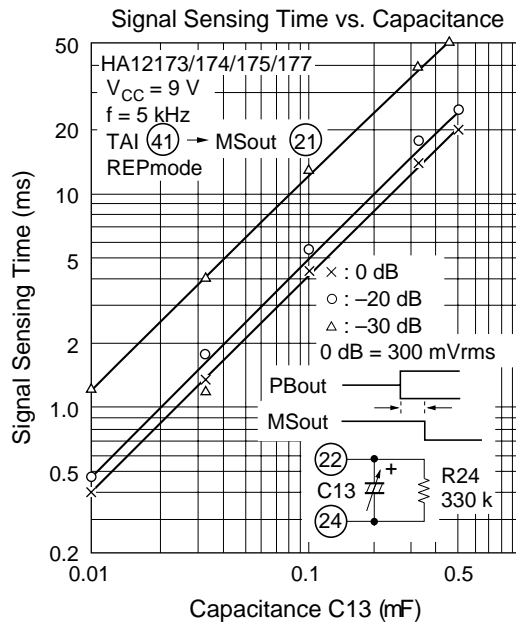 Signal Sensing Time vs. Capacitance
50
20
10
5
2
1.0
0.5
0.2
Signal Sensing Time (ms)
HA12173/174/175/177
VCC = 9 V
f = 5 kHz
TAI 41 → MSout 21
REPmode
× : 0 dB
○ : –20 dB
△ : –30 dB
0 dB = 300 mVrms
PBout
MSout
22
C13
+
R24
330 k
24
0.01
0.1
0.5
Capacitance C13 (mF)